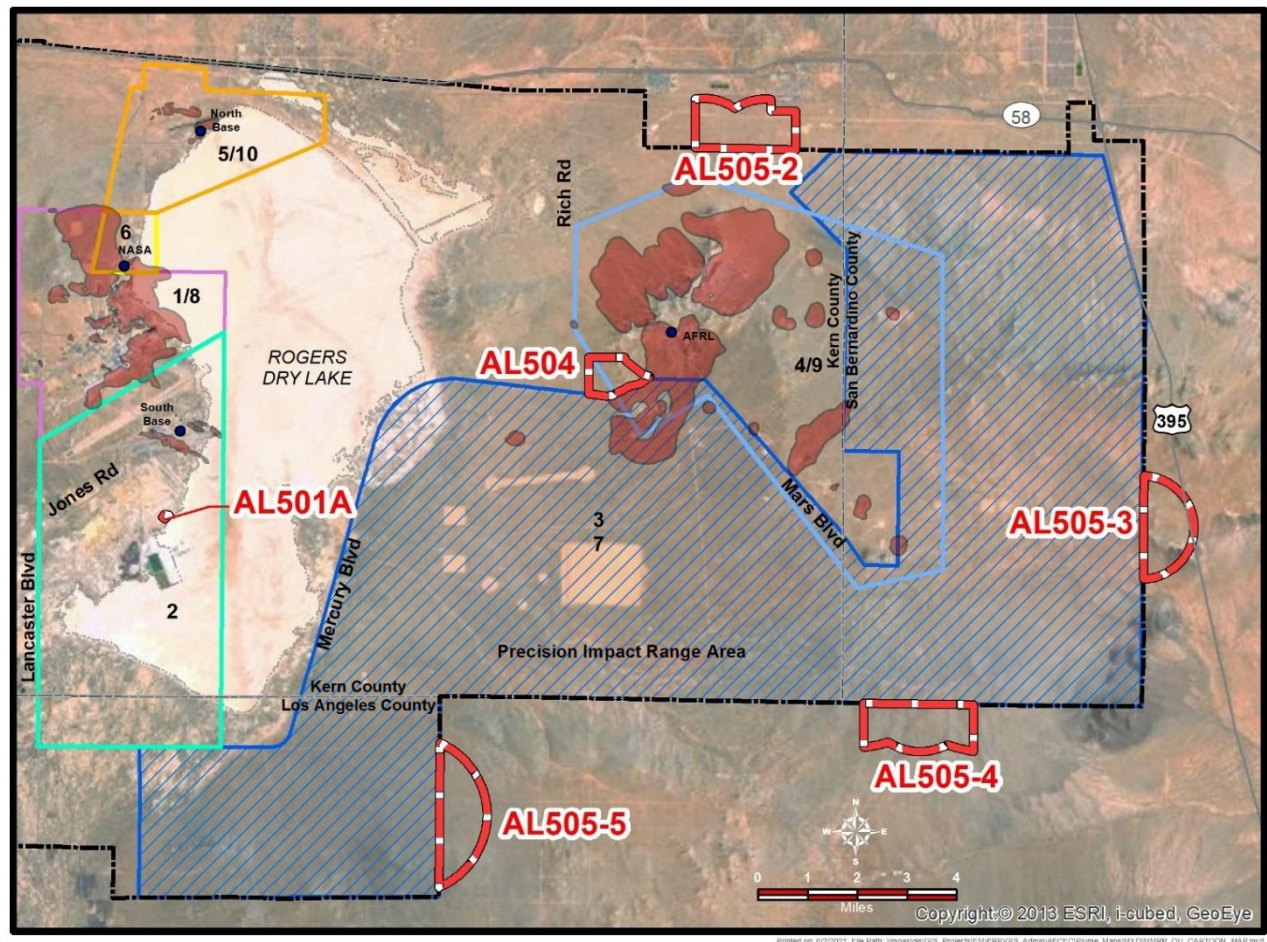 North
Base
5/10
58
AL505-2
Rich Rd
6
NASA
1/8
Kern County
San Bernardino County
ROGERS
DRY LAKE
AFRL
AL504
4/9
395
South
Base
Jones Rd
AL501A
Mars Blvd
AL505-3
3
7
Lancaster Blvd
Mercury Blvd
2
Precision Impact Range Area
Kern County
Los Angeles County
AL505-4
AL505-5
N
W
E
S
0 1 2 3 4
Miles
Copyright:© 2013 ESRI, i-cubed, GeoEye